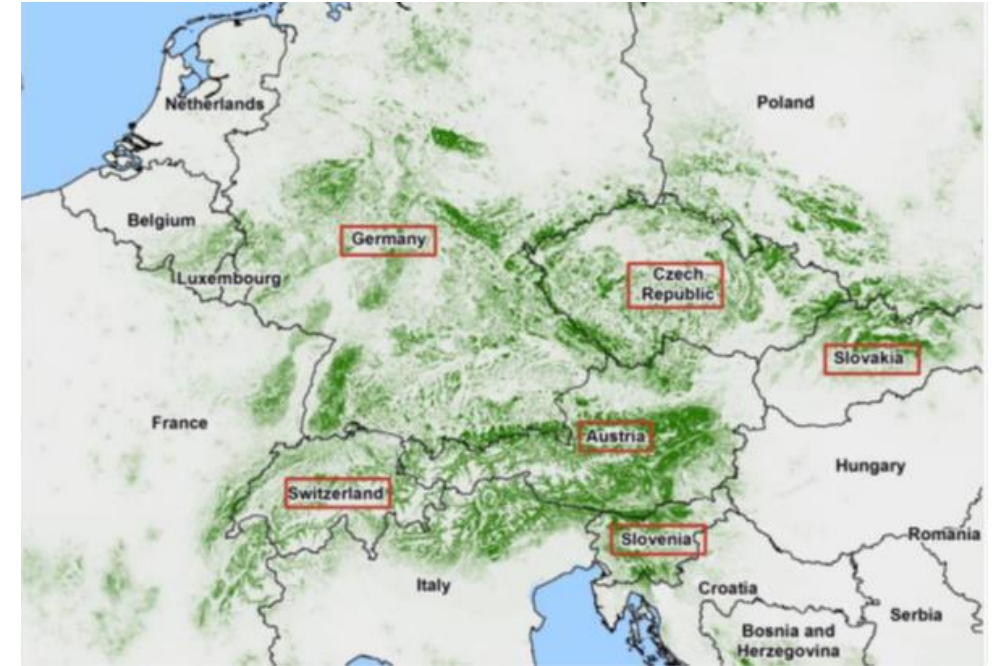 Netherlands
Poland
Belgium
Germany
Luxembourg
Czech
Republic
Slovakia
France
Austria
Hungary
Switzerland
Slovenia
Romania
Italy
Croatia
Serbia
Bosnia and
Herzegovina